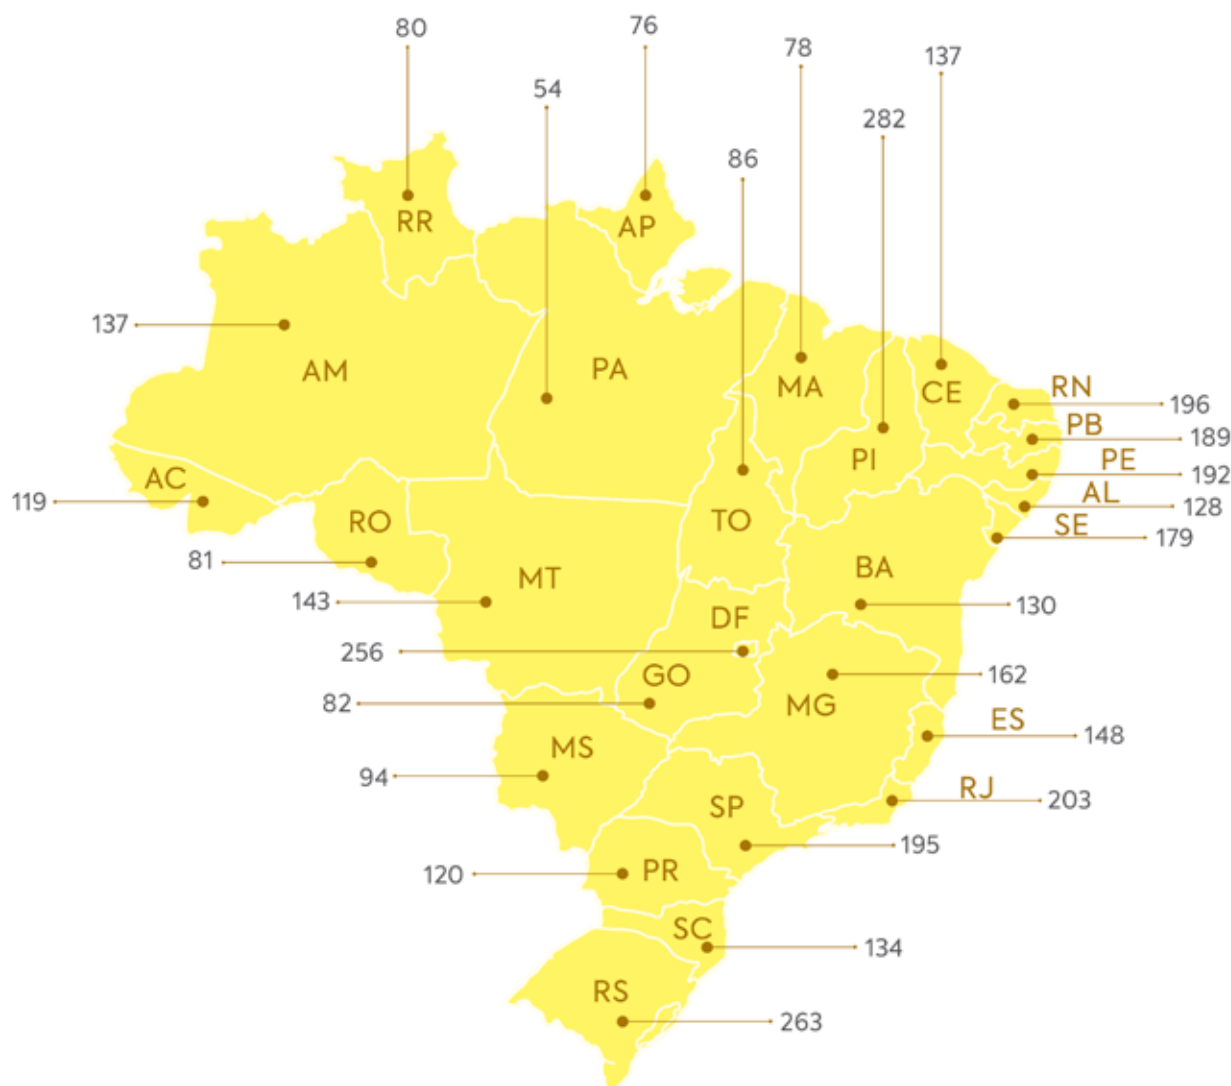 80
76
78
137
54
282
86
RR
AP
137
AM
PA
MA
CE
RN
196
PB
189
PI
PE
192
AC
119
AL
128
RO
TO
SE
179
81
MT
BA
143
130
DF
256
GO
162
82
MG
ES
148
MS
94
RJ
203
SP
195
120
PR
SC
134
RS
263